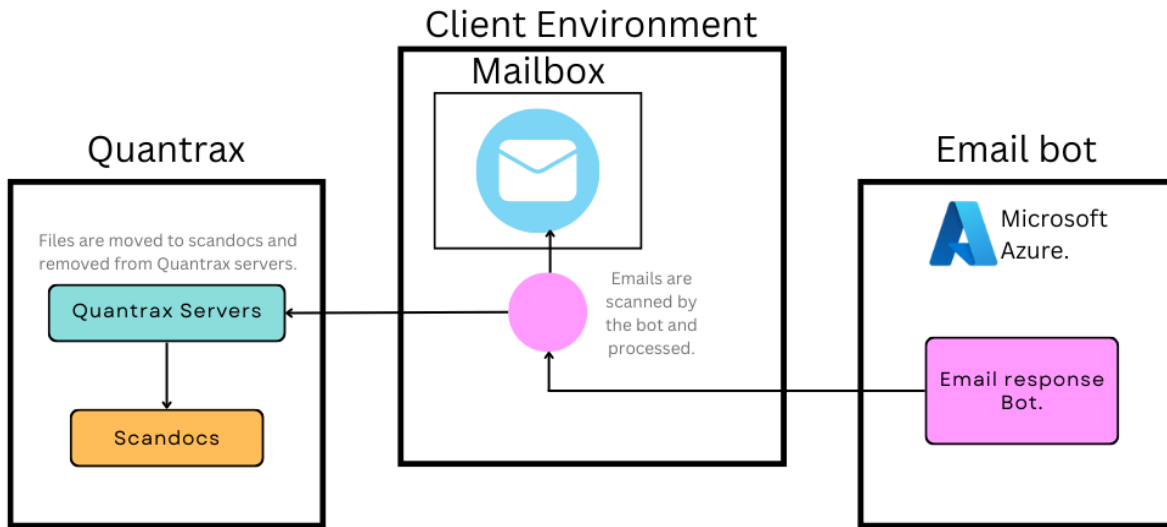 Client Environment
Mailbox
Quantrax
Files are moved to scandocs and
removed from Quantrax servers.
Quantrax Servers
Scandocs
Emails are
scanned by
the bot and
processed.
Email bot
Microsoft
Azure.
Email response
Bot.